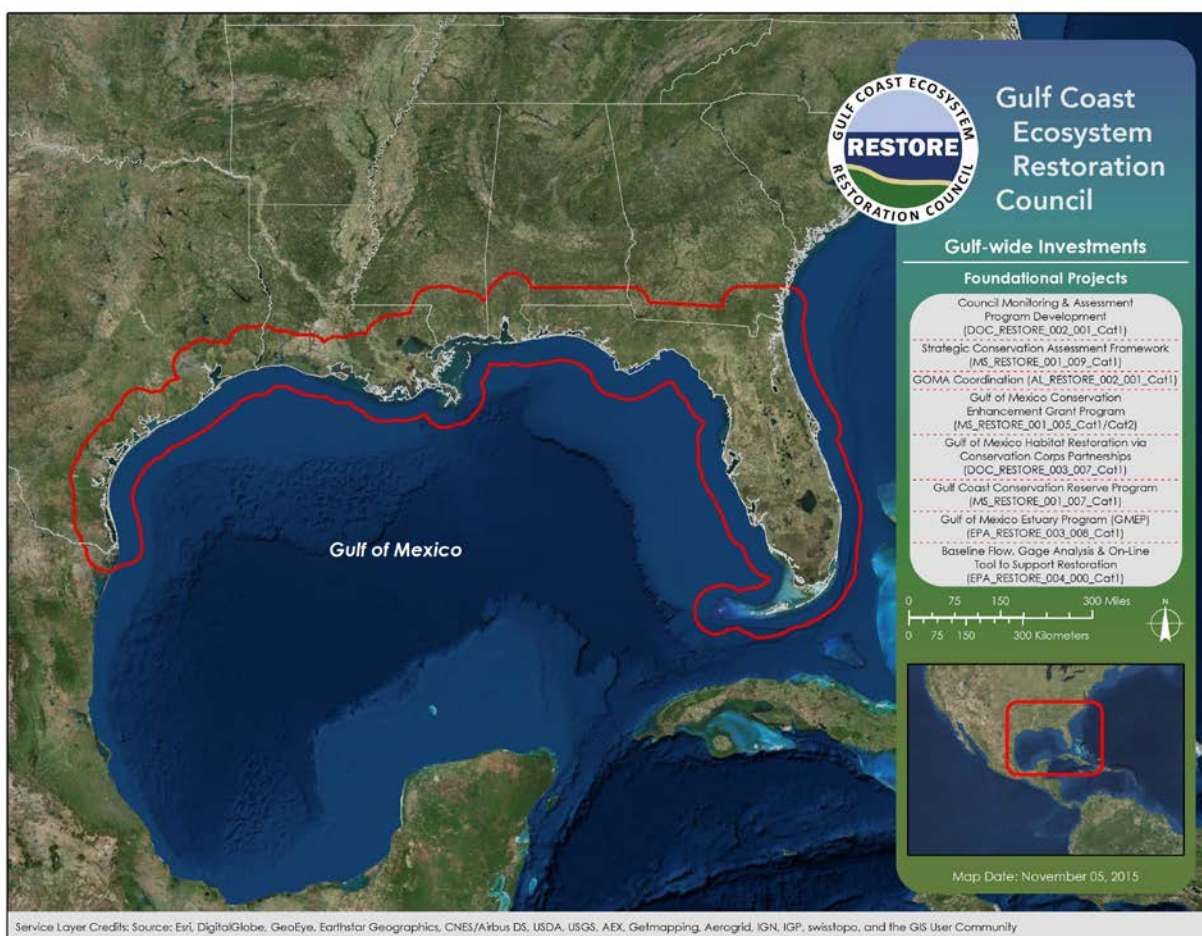 GULF COAST ECOSYSTEM
RESTORE
RESTORATION COUNCIL
Gulf Coast
Ecosystem
Restoration
Council
Gulf-wide Investments
Foundational Projects
Council Monitoring & Assessment
Program Development
(DOC_RESTORE_002_001_Cat1)
Strategic Conservation Assessment Framework
(MS_RESTORE_001_009_Cat1)
GOMA Coordination (AL_RESTORE_002_001_Cat1)
Gulf of Mexico Conservation
Enhancement Grant Program
(MS_RESTORE_001_005_Cat1/Cat2)
Gulf of Mexico Habitat Restoration via
Conservation Corps Partnerships
(DOC_RESTORE_003_007_Cat1)
Gulf Coast Conservation Reserve Program
(MS_RESTORE_001_007_Cat1)
Gulf of Mexico Estuary Program (GMEP)
(EPA_RESTORE_003_008_Cat1)
Baseline Flow, Gage Analysis & On-Line
Tool to Support Restoration
(EPA_RESTORE_004_000_Cat1)
0 75 150 300 Miles
0 75 150 300 Kilometers
N
Gulf of Mexico
Map Date: November 05, 2015
Service Layer Credits: Source: Esri, DigitalGlobe, GeoEye, Earthstar Geographics, CNES/Airbus DS, USDA, USGS, AEX, Getmapping, Aerogrid, IGN, IGP, swisstopo, and the GIS User Community